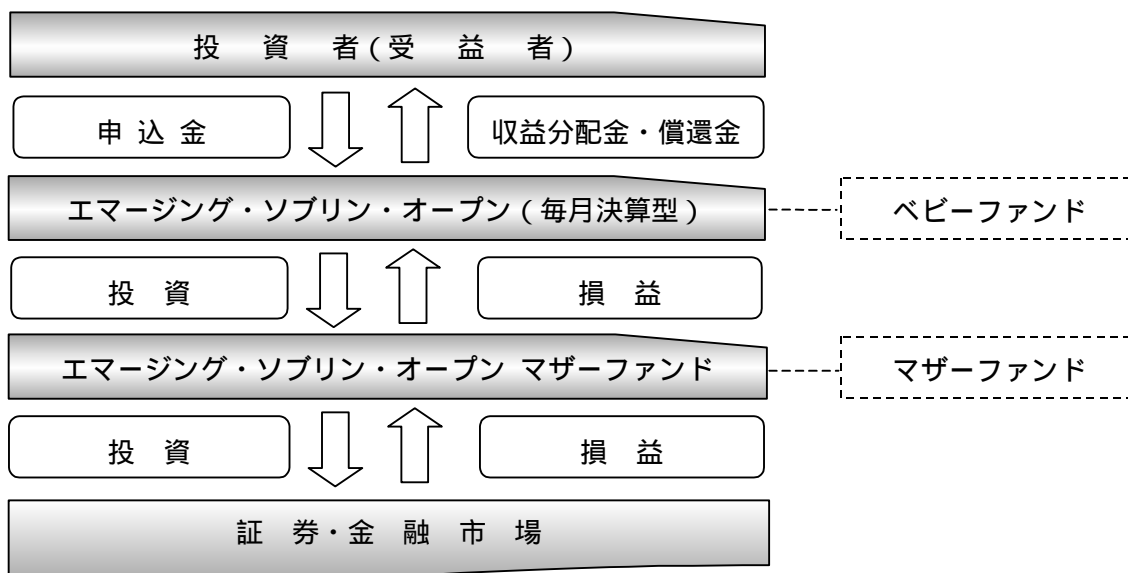 投資者(受益者)
申込金
収益分配金・償還金
エマージング・ソブリン・オープン(毎月決算型)
ベビーファンド
投資
損益
エマージング・ソブリン・オープン マザーファンド
マザーファンド
投資
損益
証券・金融市場